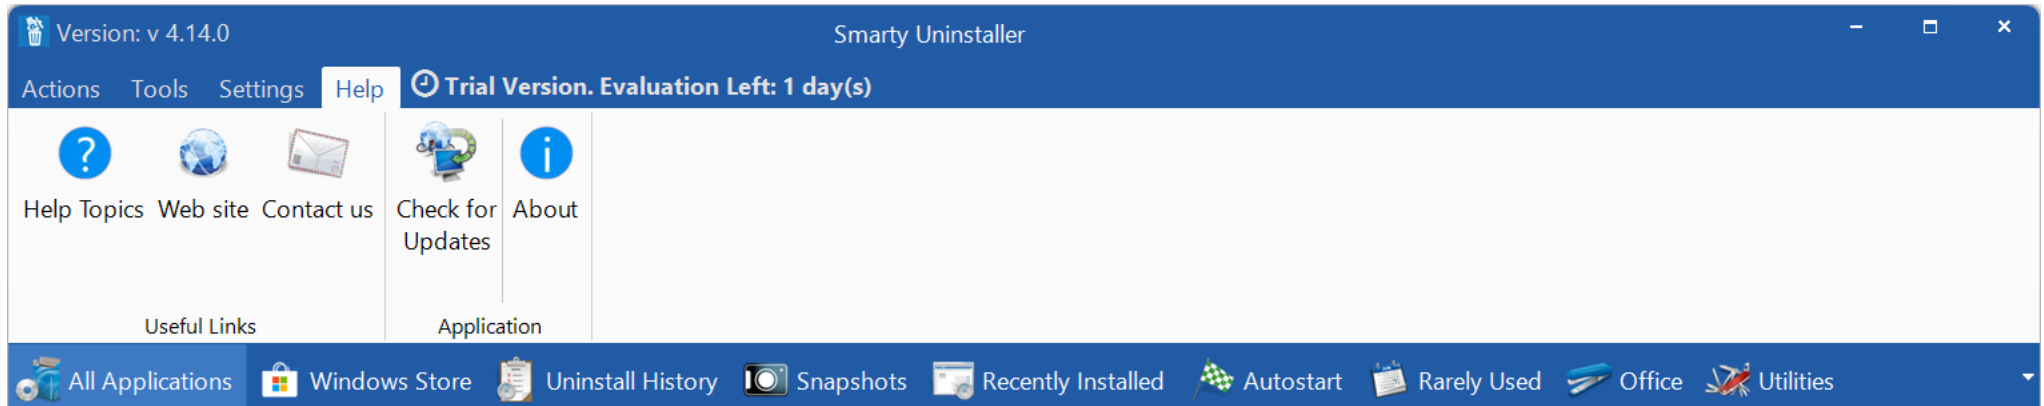 Version: v 4.14.0
Smarty Uninstaller
Actions Tools Settings Help Trial Version. Evaluation Left: 1 day(s)
Help Topics Web site Contact us Check for Updates About
Useful Links Application
All Applications Windows Store Uninstall History Snapshots Recently Installed Autostart Rarely Used Office Utilities